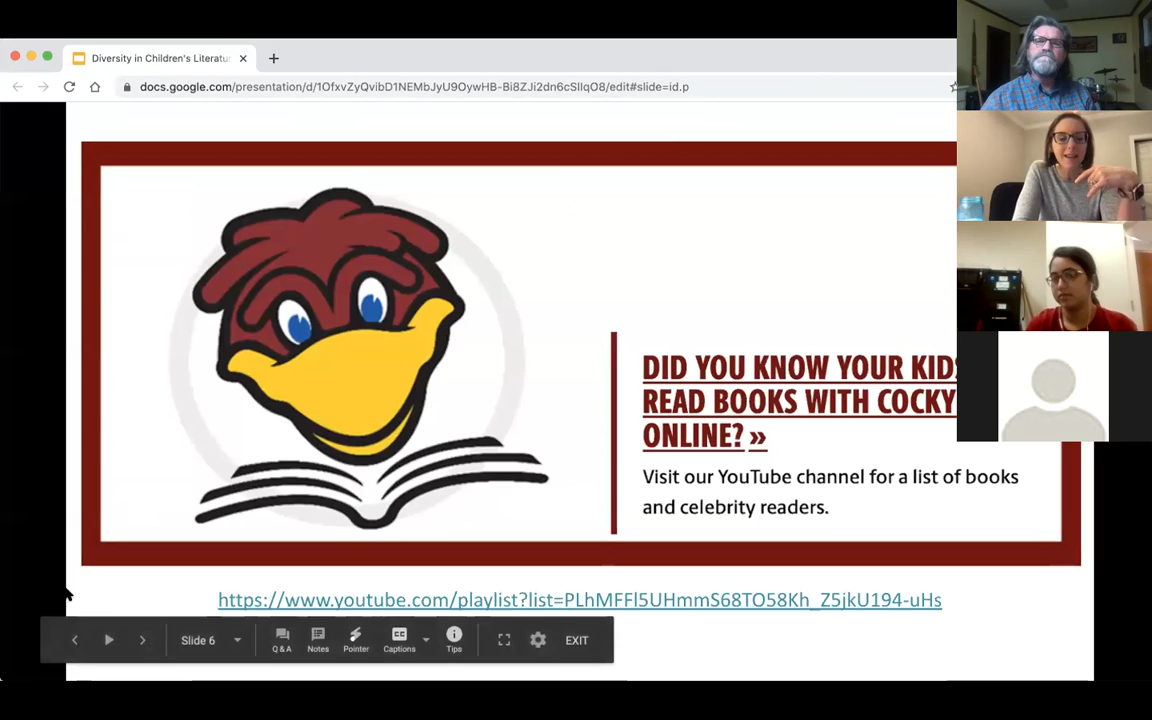 Diversity in Children's Literatu
docs.google.com/presentation/d/1OfxvZyQvibD1NEMbJyU9OywHB-Bi8ZJi2dn6cSIlqO8/edit#slide=id.p
DID YOU KNOW YOUR KIDS
READ BOOKS WITH COCKY
ONLINE? »
Visit our YouTube channel for a list of books
and celebrity readers.
https://www.youtube.com/playlist?list=PLhMFFl5UHmmS68TO58Kh_Z5jkU194-uHs
Slide 6
Q & A
Notes
Pointer
CC
Captions
Tips
EXIT